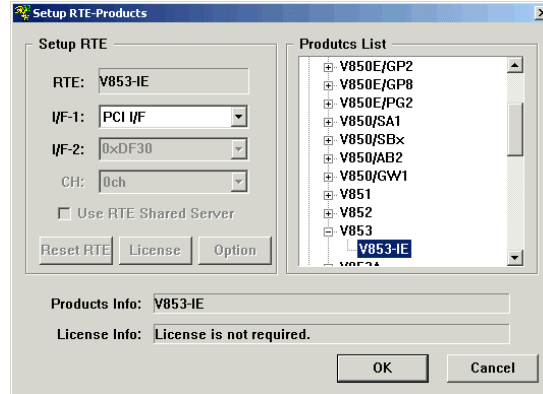 Setup RTE-Products
Setup RTE
RTE: V853-IE
I/F-1: PCI I/F
I/F-2: 0xDF30
CH: 0ch
Use RTE Shared Server
Reset RTE License Option
Produtcs List
V850E/GP2
V850E/GP8
V850E/PG2
V850/SA1
V850/SBx
V850/AB2
V850/GW1
V851
V852
V853
V853-IE
V853A
Products Info: V853-IE
License Info: License is not required.
OK Cancel